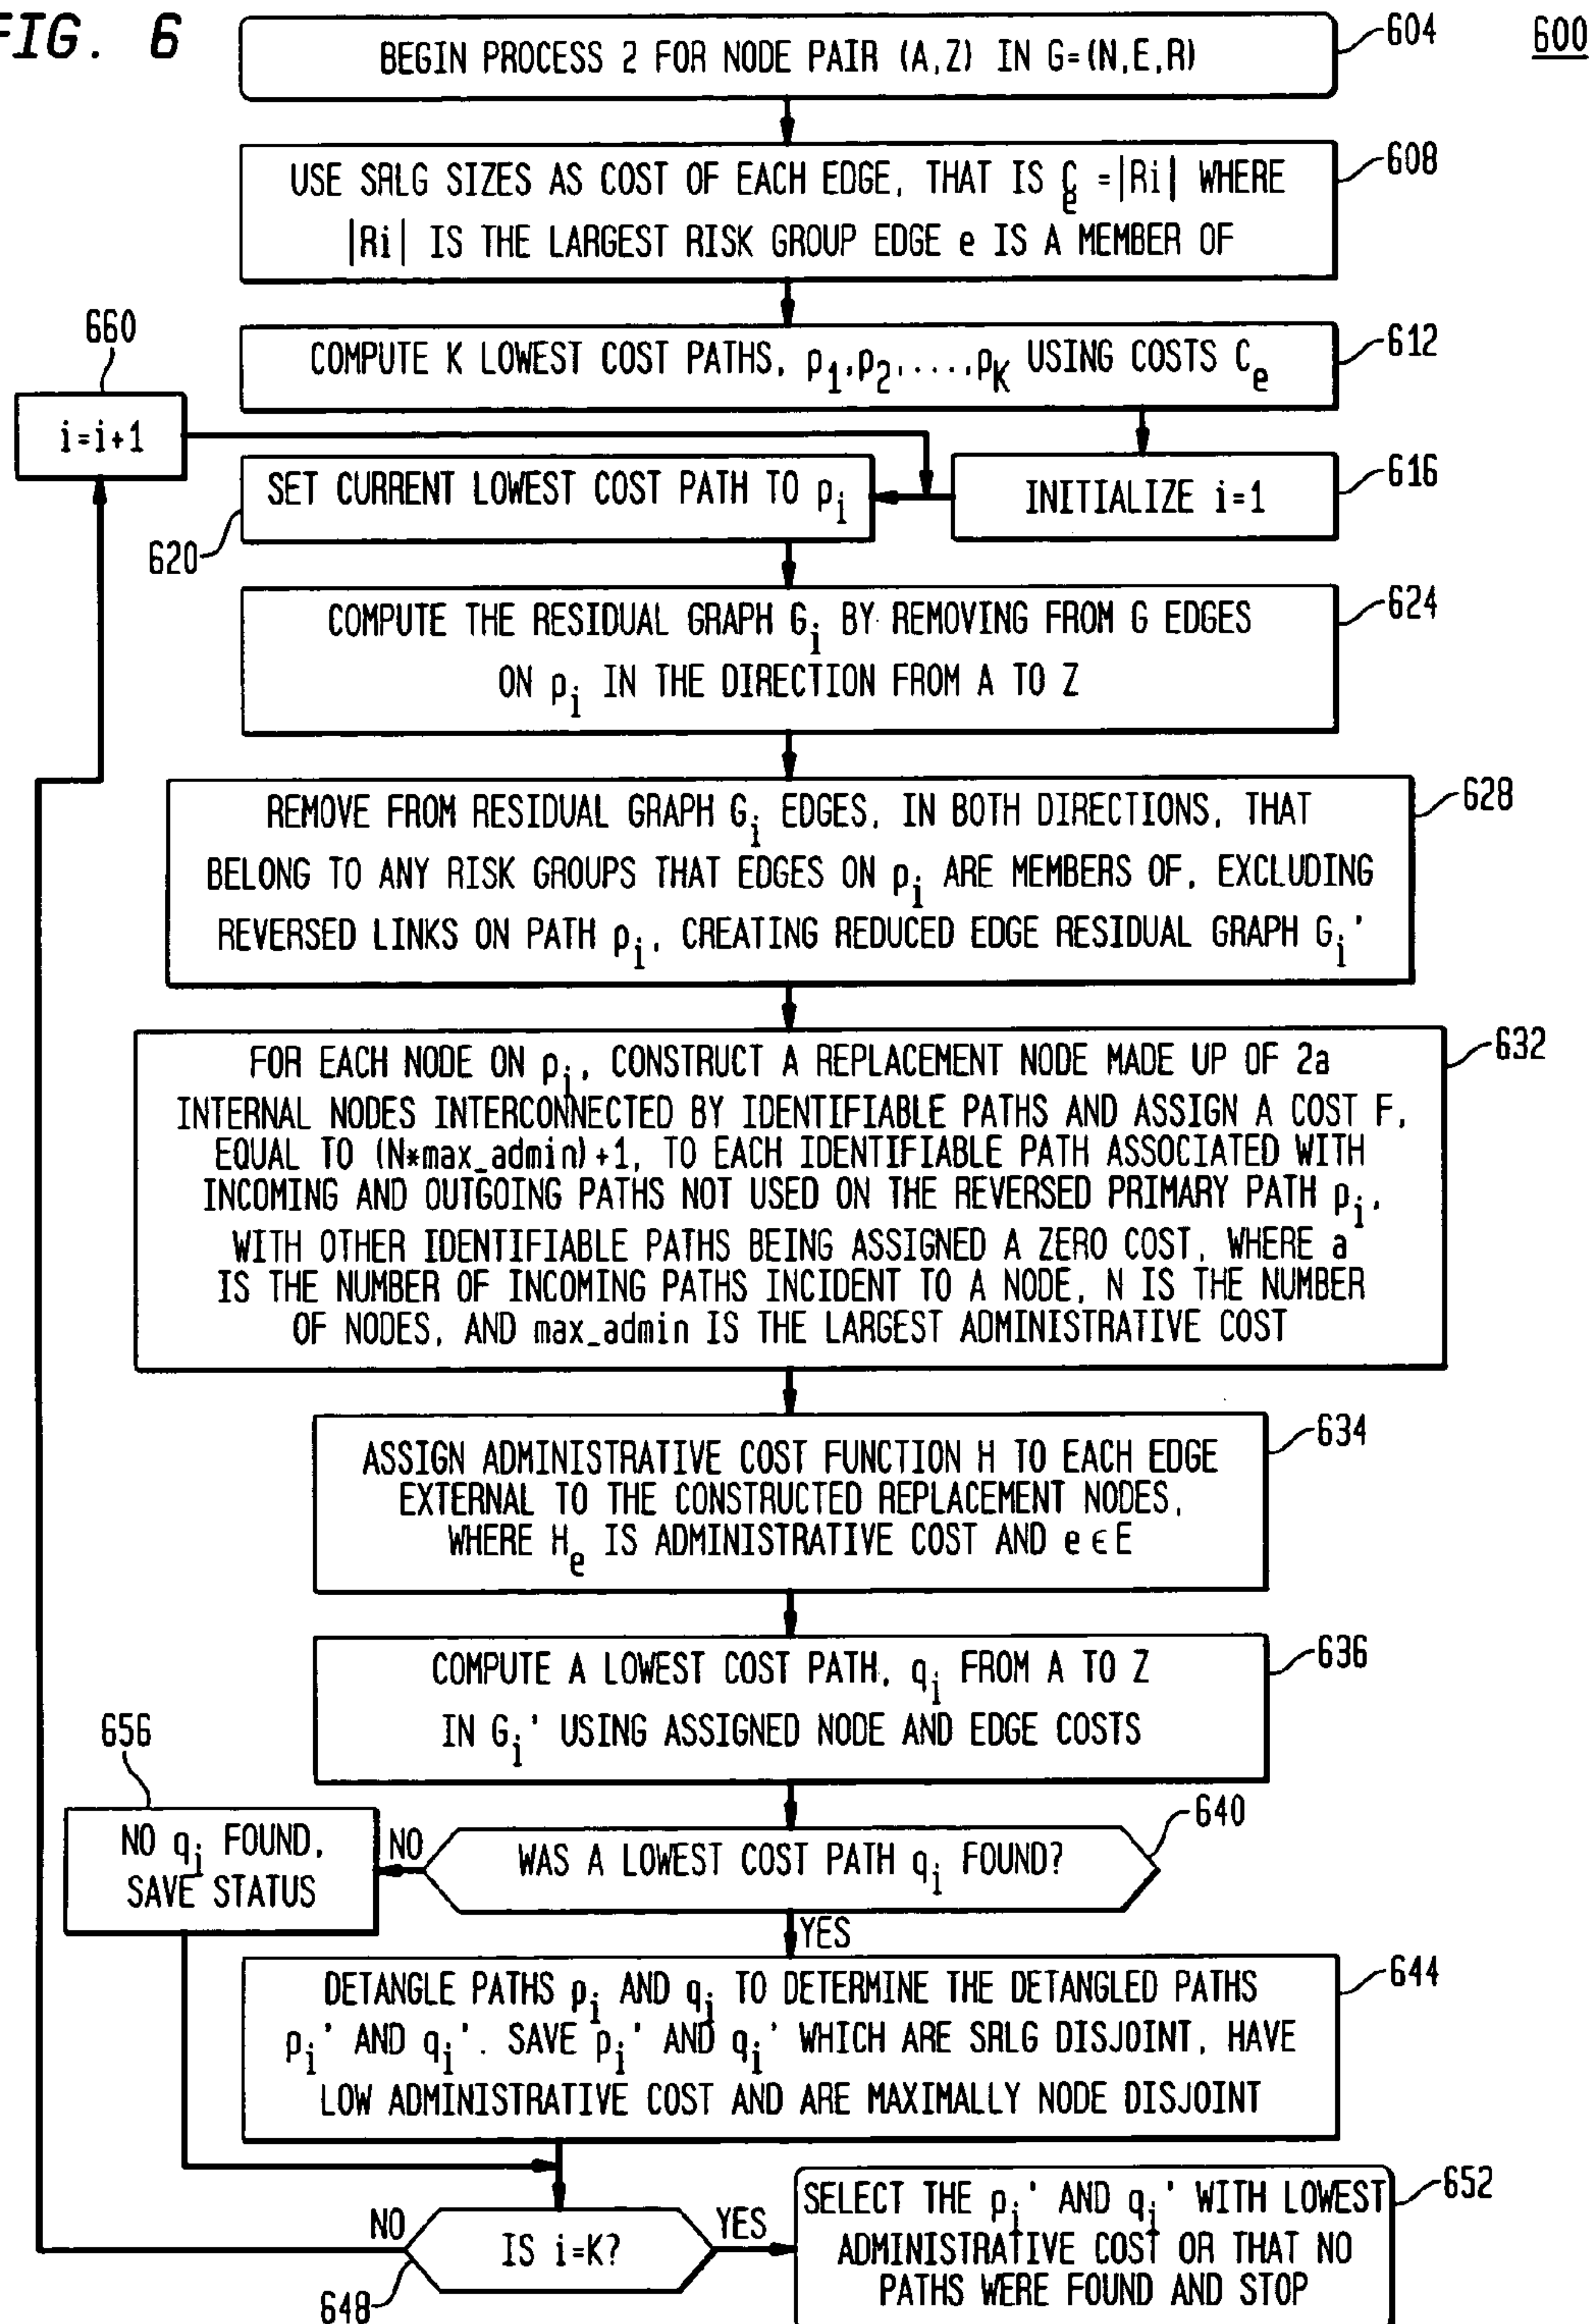 FIG. 6
600
BEGIN PROCESS 2 FOR NODE PAIR (A,Z) IN G=(N,E,R)
604
USE SRLG SIZES AS COST OF EACH EDGE, THAT IS Ce =|Ri| WHERE
|Ri| IS THE LARGEST RISK GROUP EDGE e IS A MEMBER OF
608
COMPUTE K LOWEST COST PATHS, p1,p2,....,pK USING COSTS Ce
612
660
i=i+1
SET CURRENT LOWEST COST PATH TO pi
620
INITIALIZE i=1
616
COMPUTE THE RESIDUAL GRAPH Gi BY REMOVING FROM G EDGES
ON pi IN THE DIRECTION FROM A TO Z
624
REMOVE FROM RESIDUAL GRAPH Gi EDGES, IN BOTH DIRECTIONS, THAT
BELONG TO ANY RISK GROUPS THAT EDGES ON pi ARE MEMBERS OF, EXCLUDING
REVERSED LINKS ON PATH pi, CREATING REDUCED EDGE RESIDUAL GRAPH Gi'
628
FOR EACH NODE ON pi, CONSTRUCT A REPLACEMENT NODE MADE UP OF 2a
INTERNAL NODES INTERCONNECTED BY IDENTIFIABLE PATHS AND ASSIGN A COST F,
EQUAL TO (N*max_admin)+1, TO EACH IDENTIFIABLE PATH ASSOCIATED WITH
INCOMING AND OUTGOING PATHS NOT USED ON THE REVERSED PRIMARY PATH pi,
WITH OTHER IDENTIFIABLE PATHS BEING ASSIGNED A ZERO COST, WHERE a
IS THE NUMBER OF INCOMING PATHS INCIDENT TO A NODE, N IS THE NUMBER
OF NODES, AND max_admin IS THE LARGEST ADMINISTRATIVE COST
632
ASSIGN ADMINISTRATIVE COST FUNCTION H TO EACH EDGE
EXTERNAL TO THE CONSTRUCTED REPLACEMENT NODES,
WHERE He IS ADMINISTRATIVE COST AND e ∈ E
634
COMPUTE A LOWEST COST PATH, qi FROM A TO Z
IN Gi' USING ASSIGNED NODE AND EDGE COSTS
636
656
NO qi FOUND,
SAVE STATUS
NO
WAS A LOWEST COST PATH qi FOUND?
640
YES
DETANGLE PATHS pi AND qi TO DETERMINE THE DETANGLED PATHS
pi' AND qi'. SAVE pi' AND qi' WHICH ARE SRLG DISJOINT, HAVE
LOW ADMINISTRATIVE COST AND ARE MAXIMALLY NODE DISJOINT
644
NO
IS i=K?
648
YES
SELECT THE pi' AND qi' WITH LOWEST
ADMINISTRATIVE COST OR THAT NO
PATHS WERE FOUND AND STOP
652